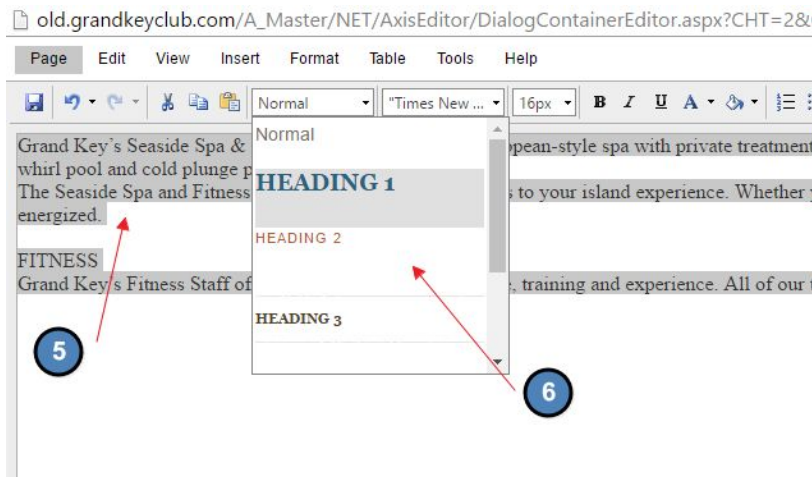 old.grandkeyclub.com/A_Master/NET/AxisEditor/DialogContainerEditor.aspx?CHT=2&
Page Edit View Insert Format Table Tools Help
Normal "Times New ... 16px B I U A
Normal
HEADING 1
HEADING 2
HEADING 3
Grand Key's Seaside Spa & opean-style spa with private treatment
whirl pool and cold plunge p
The Seaside Spa and Fitness s to your island experience. Whether
energized.
FITNESS
Grand Key's Fitness Staff of , training and experience. All of our
5
6